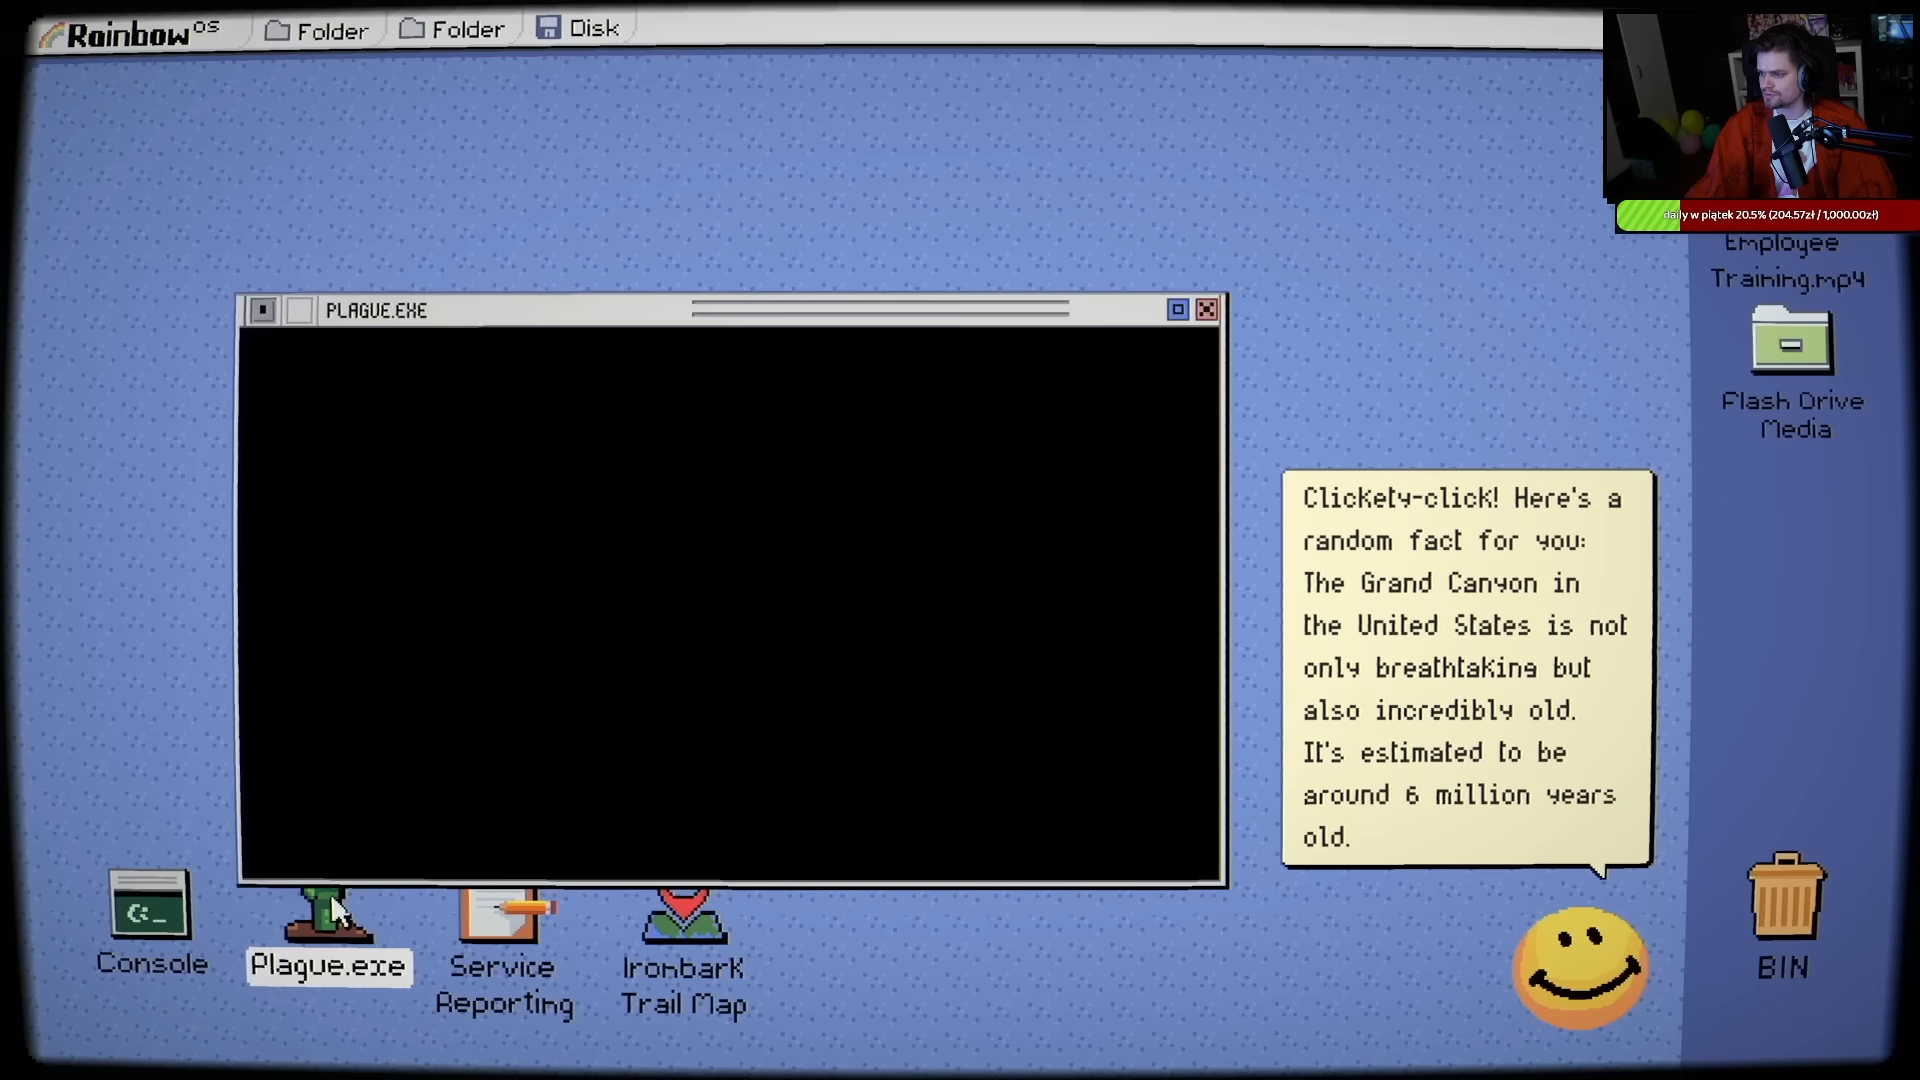 Rainbow OS
Folder
Folder
Disk
daily w piątek 20.5% (204.57zł / 1,000.00zł)
Employee
Training.mp4
PLAGUE.EXE
Flash Drive
Media
Clickety-click! Here's a
random fact for you:
The Grand Canyon in
the United States is not
only breathtaking but
also incredibly old.
It's estimated to be
around 6 million years
old.
C:_
Console
Plague.exe
Service
Reporting
Ironbark
Trail Map
BIN